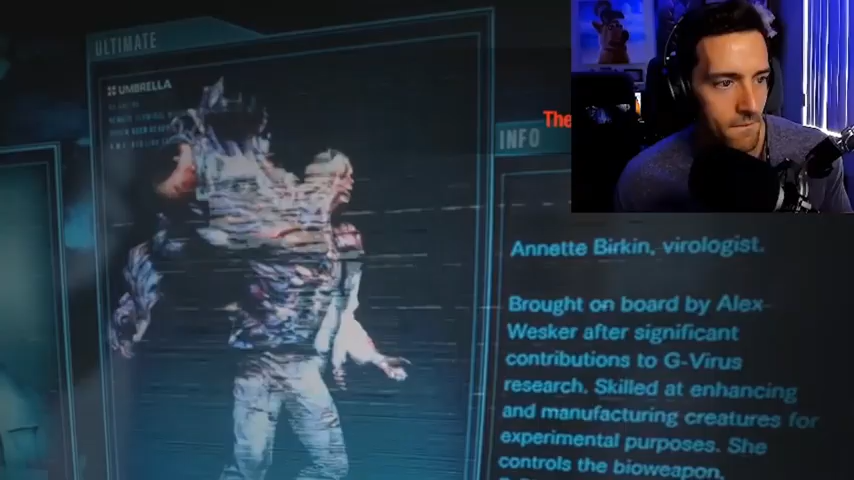 ULTIMATE
UMBRELLA
The
INFO
Annette Birkin, virologist.
Brought on board by Alex
Wesker after significant
contributions to G-Virus
research. Skilled at enhancing
and manufacturing creatures for
experimental purposes. She
controls the bioweapon,